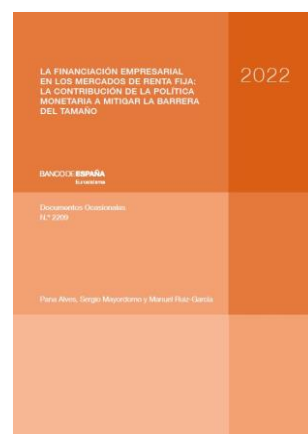 LA FINANCIACIÓN EMPRESARIAL
EN LOS MERCADOS DE RENTA FIJA:
LA CONTRIBUCIÓN DE LA POLÍTICA
MONETARIA A MITIGAR LA BARRERA
DEL TAMAÑO
2022
BANCO DE ESPAÑA
Eurosistema
Documentos Ocasionales
N.º 2209
Pana Alves, Sergio Mayordomo y Manuel Ruiz-García